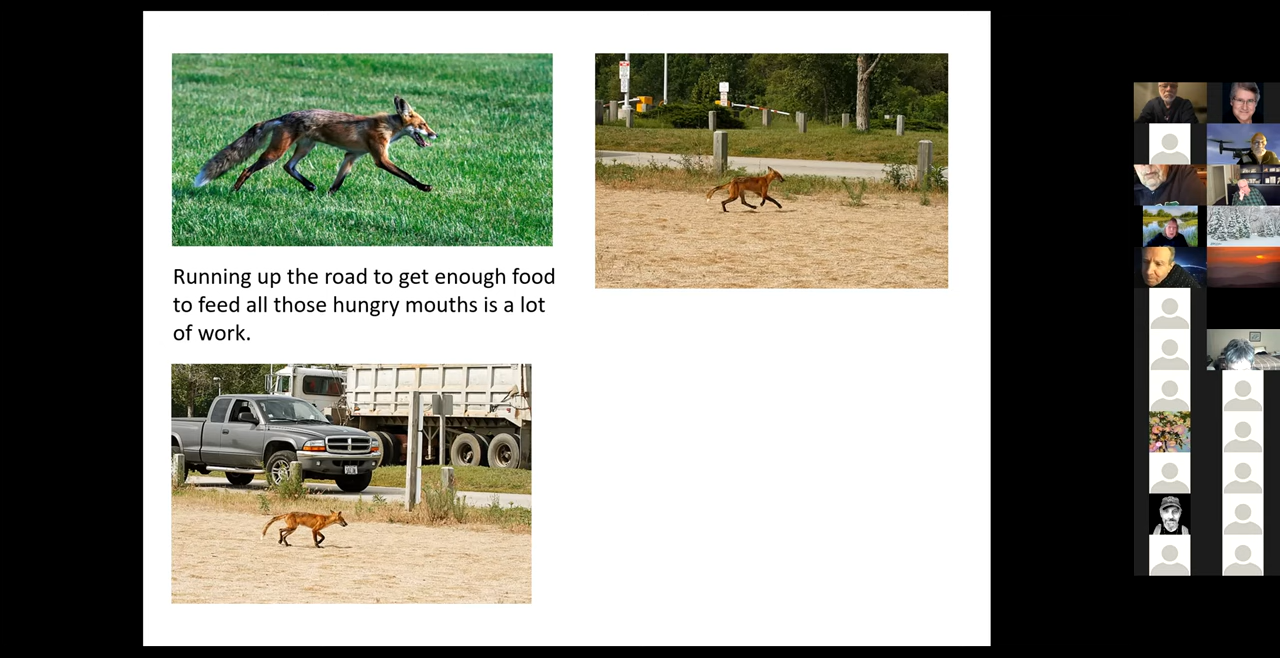 Running up the road to get enough food
to feed all those hungry mouths is a lot
of work.